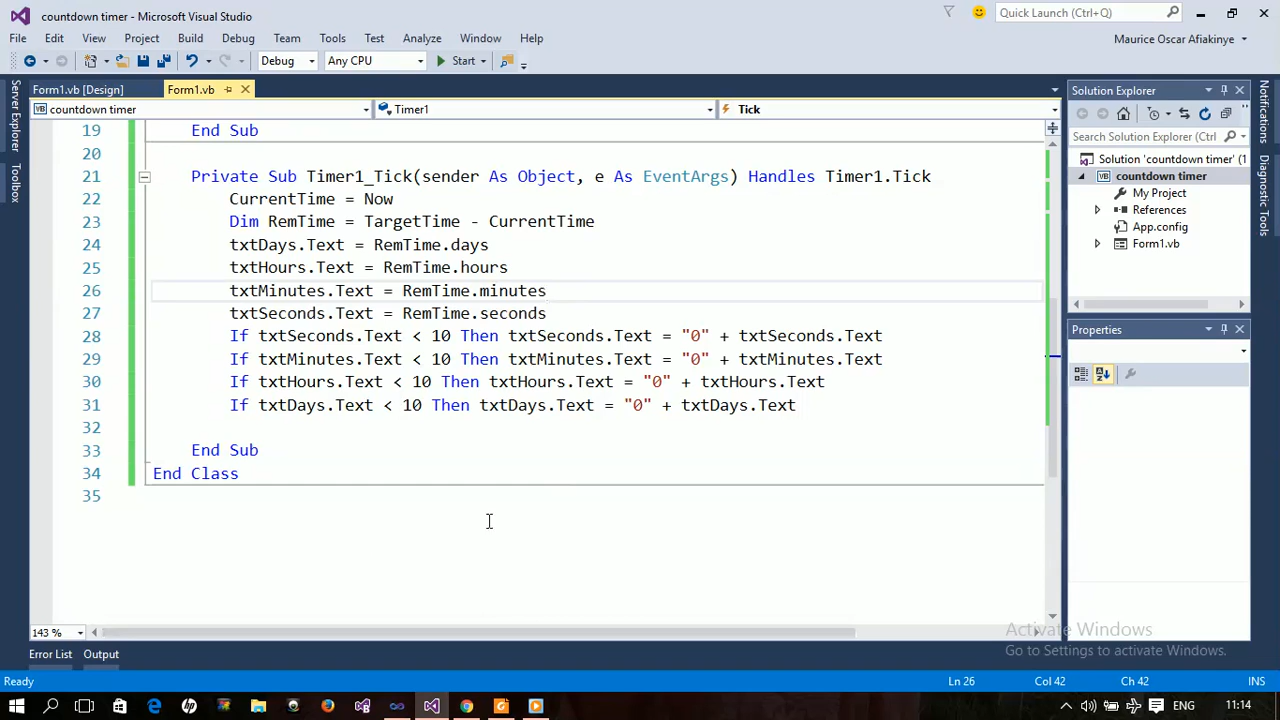 countdown timer - Microsoft Visual Studio
Quick Launch (Ctrl+Q)
File Edit View Project Build Debug Team Tools Test Analyze Window Help
Maurice Oscar Afiakinye
Debug Any CPU Start
Form1.vb [Design] Form1.vb
Solution Explorer
countdown timer Timer1 Tick
Server Explorer
Toolbox
Notifications
Diagnostic Tools
Search Solution Explorer (Ctrl
Solution 'countdown timer' (1
countdown timer
My Project
References
App.config
Form1.vb
Properties
19 End Sub
20
21 Private Sub Timer1_Tick(sender As Object, e As EventArgs) Handles Timer1.Tick
22 CurrentTime = Now
23 Dim RemTime = TargetTime - CurrentTime
24 txtDays.Text = RemTime.days
25 txtHours.Text = RemTime.hours
26 txtMinutes.Text = RemTime.minutes
27 txtSeconds.Text = RemTime.seconds
28 If txtSeconds.Text < 10 Then txtSeconds.Text = "0" + txtSeconds.Text
29 If txtMinutes.Text < 10 Then txtMinutes.Text = "0" + txtMinutes.Text
30 If txtHours.Text < 10 Then txtHours.Text = "0" + txtHours.Text
31 If txtDays.Text < 10 Then txtDays.Text = "0" + txtDays.Text
32
33 End Sub
34 End Class
35
143 %
Activate Windows
Go to Settings to activate Windows.
Error List Output
Ready Ln 26 Col 42 Ch 42 INS
ENG 11:14